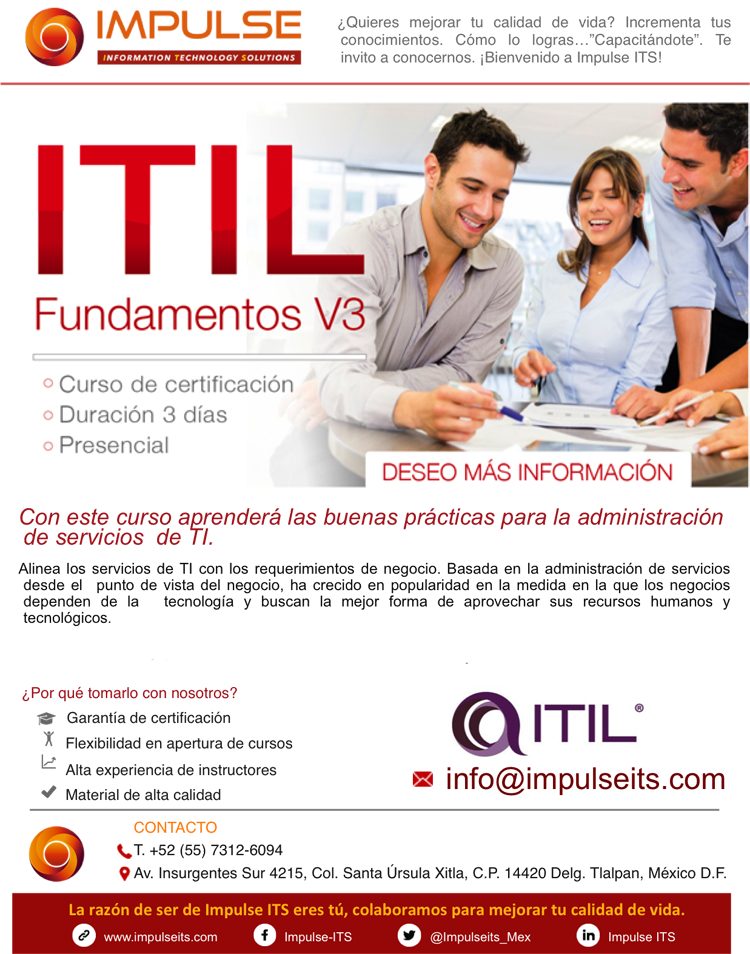 IMPULSE
INFORMATION TECHNOLOGY SOLUTIONS
¿Quieres mejorar tu calidad de vida? Incrementa tus
conocimientos. Cómo lo logras…”Capacitándote”. Te
invito a conocernos. ¡Bienvenido a Impulse ITS!
ITIL
Fundamentos V3
Curso de certificación
Duración 3 días
Presencial
DESEO MÁS INFORMACIÓN
Con este curso aprenderá las buenas prácticas para la administración
de servicios de TI.
Alinea los servicios de TI con los requerimientos de negocio. Basada en la administración de servicios
desde el punto de vista del negocio, ha crecido en popularidad en la medida en la que los negocios
dependen de la tecnología y buscan la mejor forma de aprovechar sus recursos humanos y
tecnológicos.
¿Por qué tomarlo con nosotros?
Garantía de certificación
Flexibilidad en apertura de cursos
Alta experiencia de instructores
Material de alta calidad
ITIL®
info@impulseits.com
CONTACTO
T. +52 (55) 7312-6094
Av. Insurgentes Sur 4215, Col. Santa Úrsula Xitla, C.P. 14420 Delg. Tlalpan, México D.F.
La razón de ser de Impulse ITS eres tú, colaboramos para mejorar tu calidad de vida.
www.impulseits.com
Impulse-ITS
@Impulseits_Mex
Impulse ITS